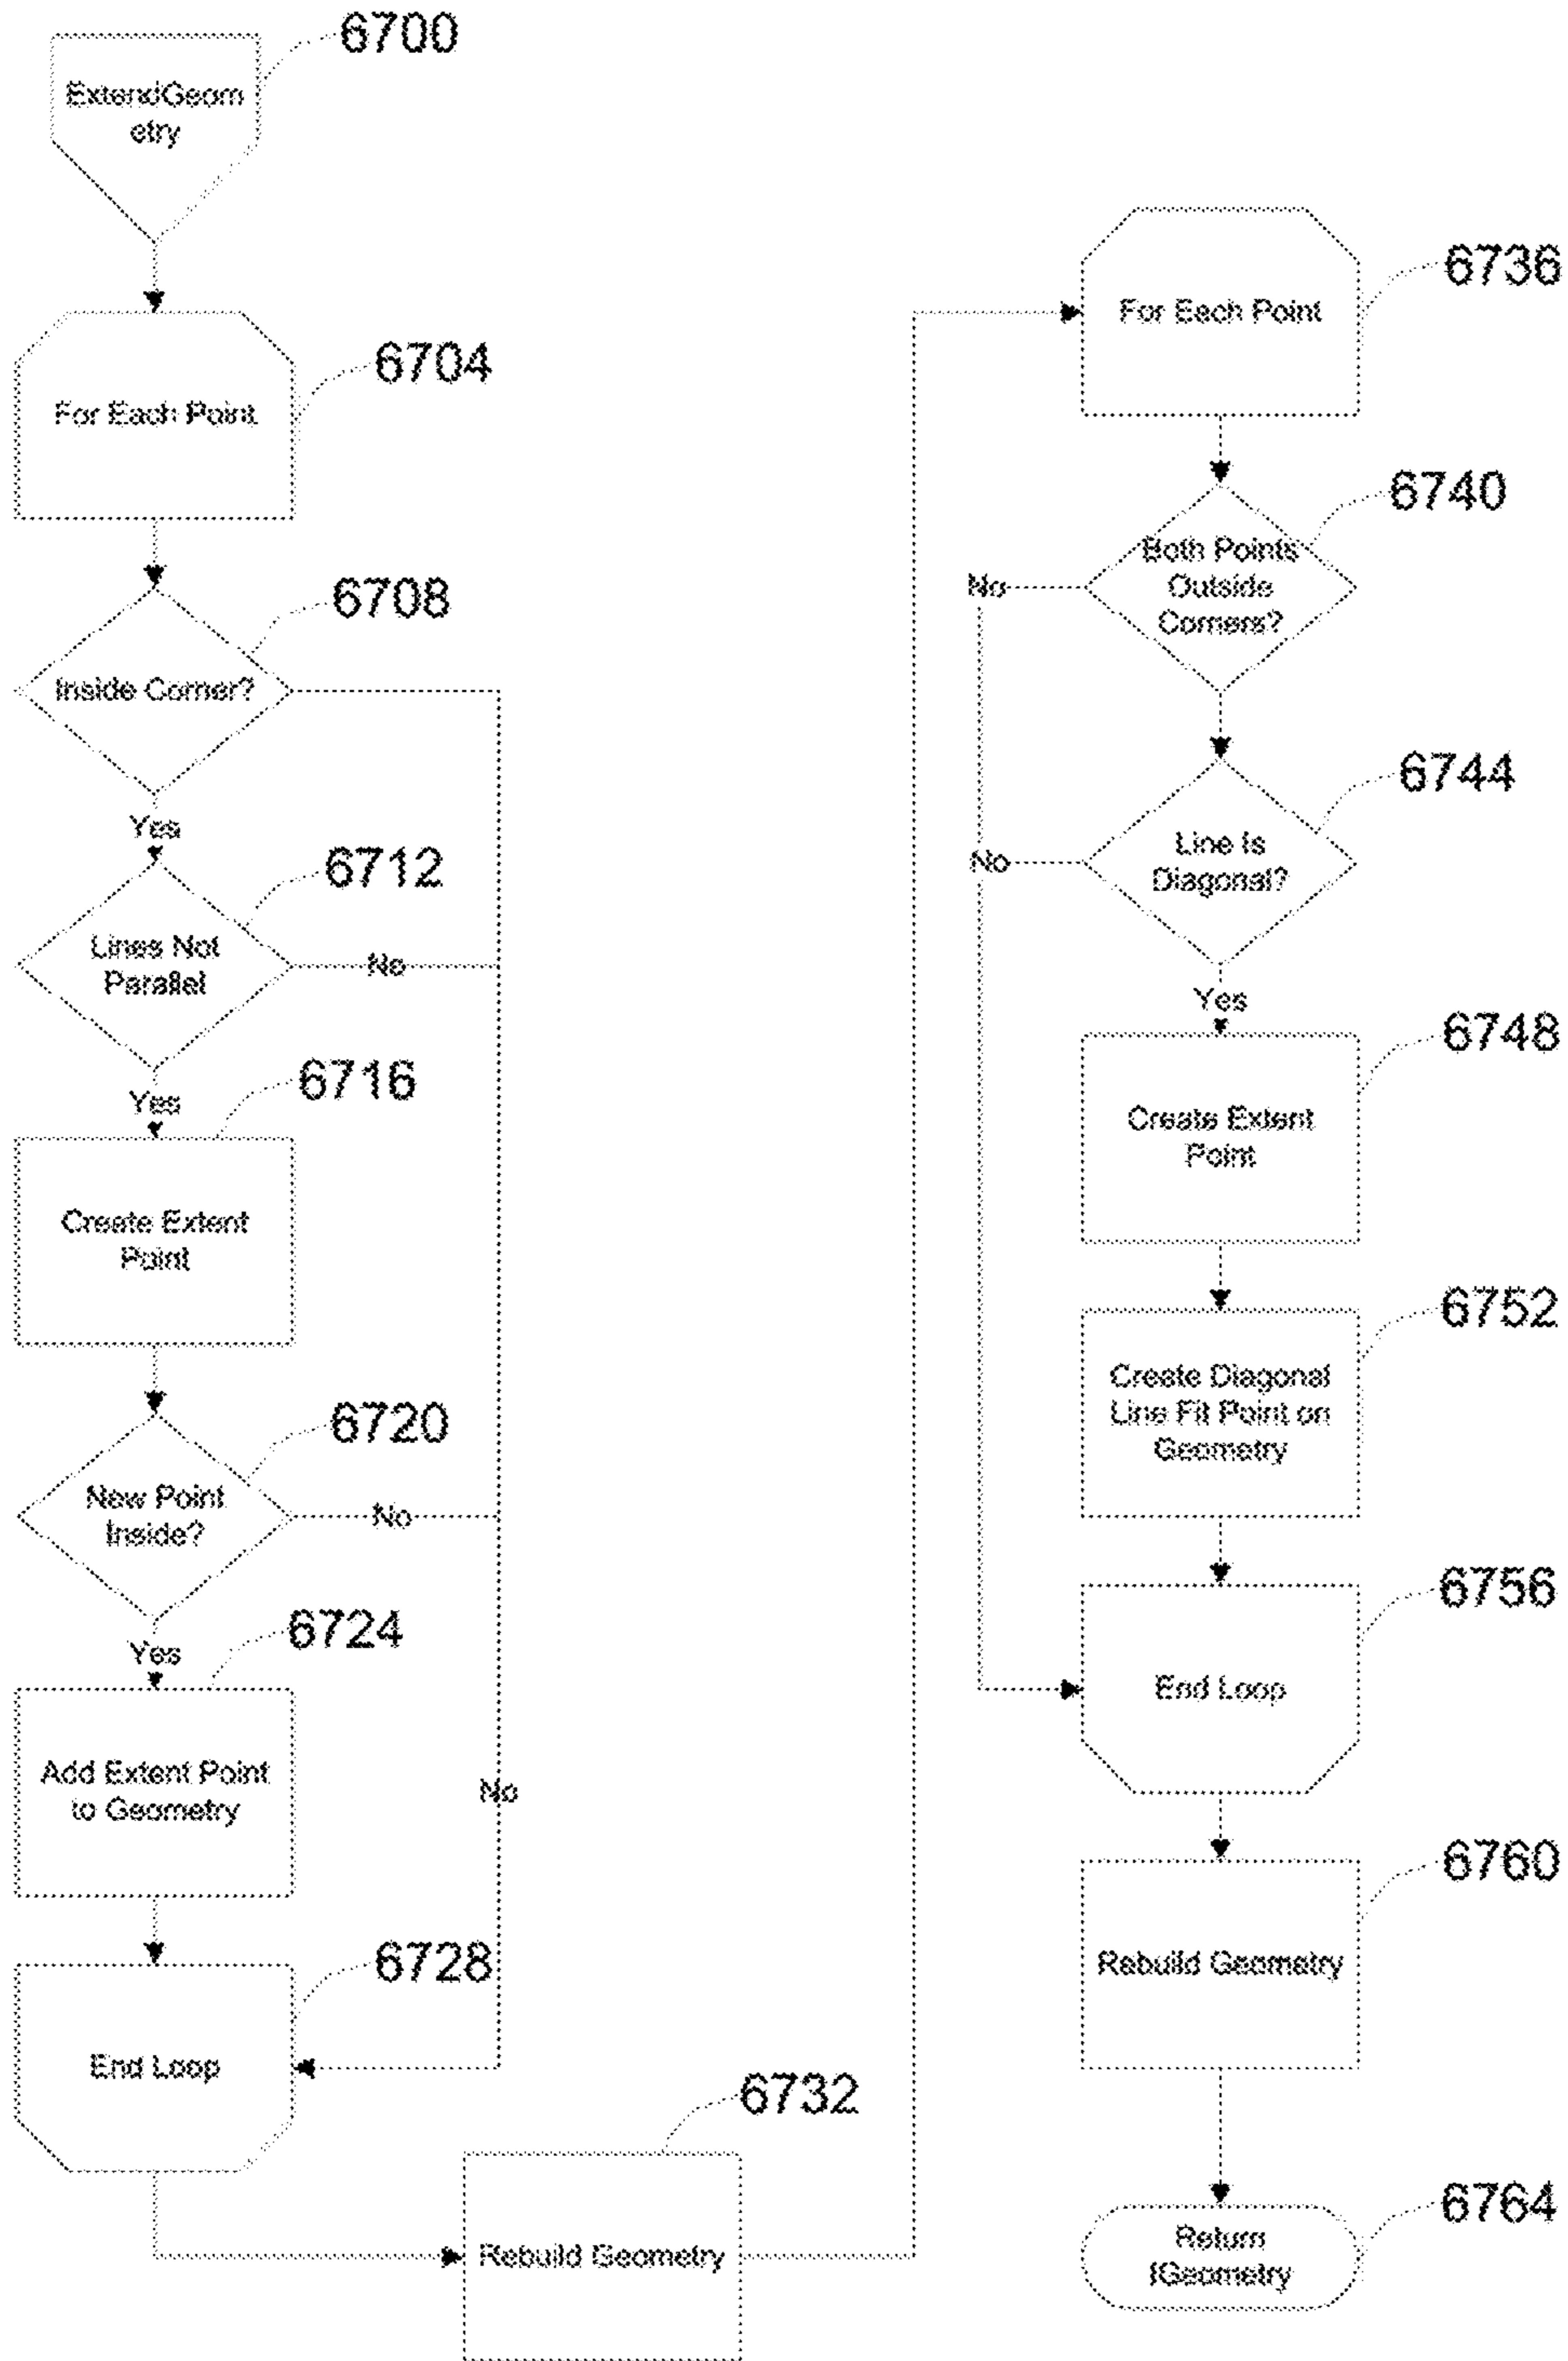 6700
ExtendGeom
etry
6704
For Each Point
6708
Inside Corner?
Yes
6712
Lines Not
Parallel
No
Yes
6716
Create Extent
Point
6720
New Point
Inside?
No
Yes
6724
Add Extent Point
to Geometry
No
6728
End Loop
6732
Rebuild Geometry
6736
For Each Point
6740
Both Points
Outside
Corners?
No
6744
Line Is
Diagonal?
No
Yes
6748
Create Extent
Point
6752
Create Diagonal
Line Fit Point on
Geometry
6756
End Loop
6760
Rebuild Geometry
6764
Return
IGeometry